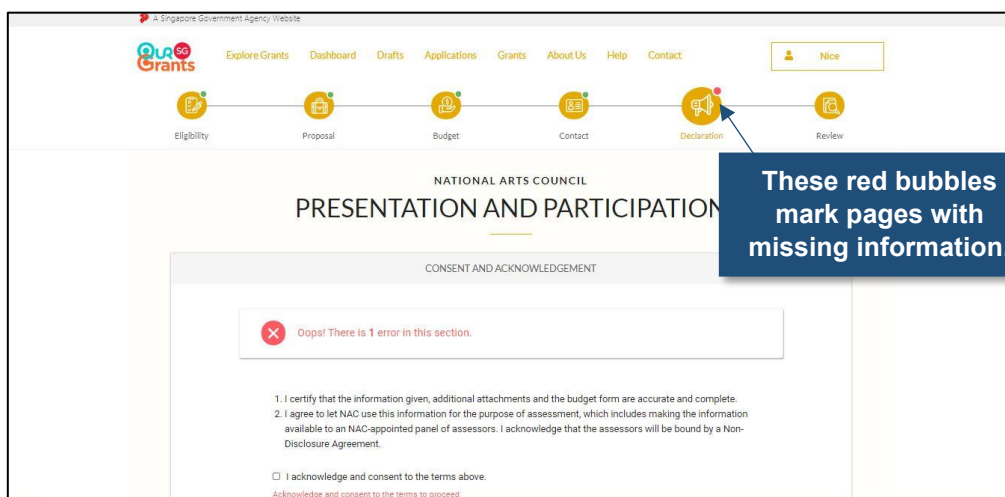 A Singapore Government Agency Website
Our SG Grants
Explore Grants Dashboard Drafts Applications Grants About Us Help Contact Nice
Eligibility Proposal Budget Contact Declaration Review
These red bubbles
mark pages with
missing information.
NATIONAL ARTS COUNCIL
PRESENTATION AND PARTICIPATION
CONSENT AND ACKNOWLEDGEMENT
Oops! There is 1 error in this section.
1. I certify that the information given, additional attachments and the budget form are accurate and complete.
2. I agree to let NAC use this information for the purpose of assessment, which includes making the information
available to an NAC-appointed panel of assessors. I acknowledge that the assessors will be bound by a Non-
Disclosure Agreement.
I acknowledge and consent to the terms above.
Acknowledge and consent to the terms to proceed